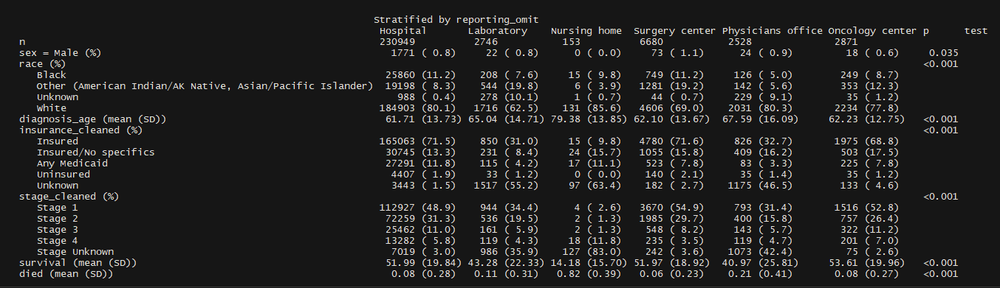 Stratified by reporting_omit
Hospital Laboratory Nursing home Surgery center Physicians office Oncology center p test
n 230949 2746 153 6680 2528 2871
sex = Male (%) 1771 ( 0.8) 22 ( 0.8) 0 ( 0.0) 73 ( 1.1) 24 ( 0.9) 18 ( 0.6) 0.035
race (%) <0.001
Black 25860 (11.2) 208 ( 7.6) 15 ( 9.8) 749 (11.2) 126 ( 5.0) 249 ( 8.7)
Other (American Indian/AK Native, Asian/Pacific Islander) 19198 ( 8.3) 544 (19.8) 6 ( 3.9) 1281 (19.2) 142 ( 5.6) 353 (12.3)
Unknown 988 ( 0.4) 278 (10.1) 1 ( 0.7) 44 ( 0.7) 229 ( 9.1) 35 ( 1.2)
White 184903 (80.1) 1716 (62.5) 131 (85.6) 4606 (69.0) 2031 (80.3) 2234 (77.8)
diagnosis_age (mean (SD)) 61.71 (13.73) 65.04 (14.71) 79.38 (13.85) 62.10 (13.67) 67.59 (16.09) 62.23 (12.75) <0.001
insurance_cleaned (%) <0.001
Insured 165063 (71.5) 850 (31.0) 15 ( 9.8) 4780 (71.6) 826 (32.7) 1975 (68.8)
Insured/No specifics 30745 (13.3) 231 ( 8.4) 24 (15.7) 1055 (15.8) 409 (16.2) 503 (17.5)
Any Medicaid 27291 (11.8) 115 ( 4.2) 17 (11.1) 523 ( 7.8) 83 ( 3.3) 225 ( 7.8)
Uninsured 4407 ( 1.9) 33 ( 1.2) 0 ( 0.0) 140 ( 2.1) 35 ( 1.4) 35 ( 1.2)
Unknown 3443 ( 1.5) 1517 (55.2) 97 (63.4) 182 ( 2.7) 1175 (46.5) 133 ( 4.6)
stage_cleaned (%) <0.001
Stage 1 112927 (48.9) 944 (34.4) 4 ( 2.6) 3670 (54.9) 793 (31.4) 1516 (52.8)
Stage 2 72259 (31.3) 536 (19.5) 2 ( 1.3) 1985 (29.7) 400 (15.8) 757 (26.4)
Stage 3 25462 (11.0) 161 ( 5.9) 2 ( 1.3) 548 ( 8.2) 143 ( 5.7) 322 (11.2)
Stage 4 13282 ( 5.8) 119 ( 4.3) 18 (11.8) 235 ( 3.5) 119 ( 4.7) 201 ( 7.0)
Stage Unknown 7019 ( 3.0) 986 (35.9) 127 (83.0) 242 ( 3.6) 1073 (42.4) 75 ( 2.6)
survival (mean (SD)) 51.99 (19.84) 43.28 (22.33) 14.18 (15.70) 51.97 (18.92) 40.97 (25.81) 53.61 (19.96) <0.001
died (mean (SD)) 0.08 (0.28) 0.11 (0.31) 0.82 (0.39) 0.06 (0.23) 0.21 (0.41) 0.08 (0.27) <0.001